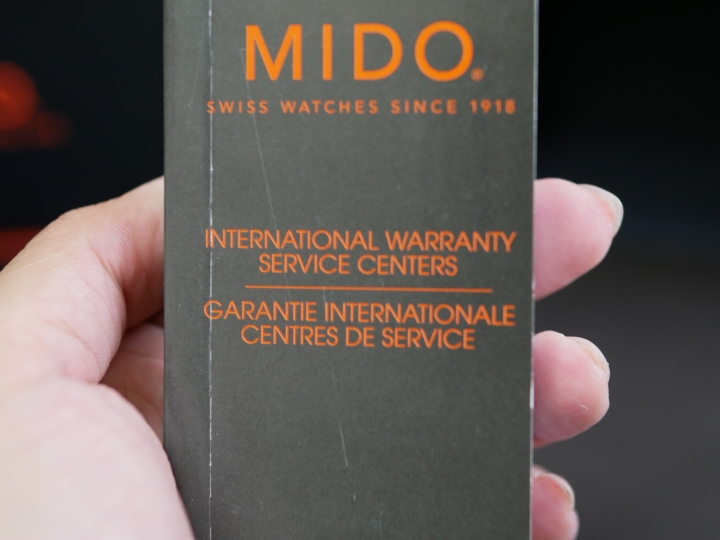 MIDO®
SWISS WATCHES SINCE 1918
INTERNATIONAL WARRANTY
SERVICE CENTERS
GARANTIE INTERNATIONALE
CENTRES DE SERVICE